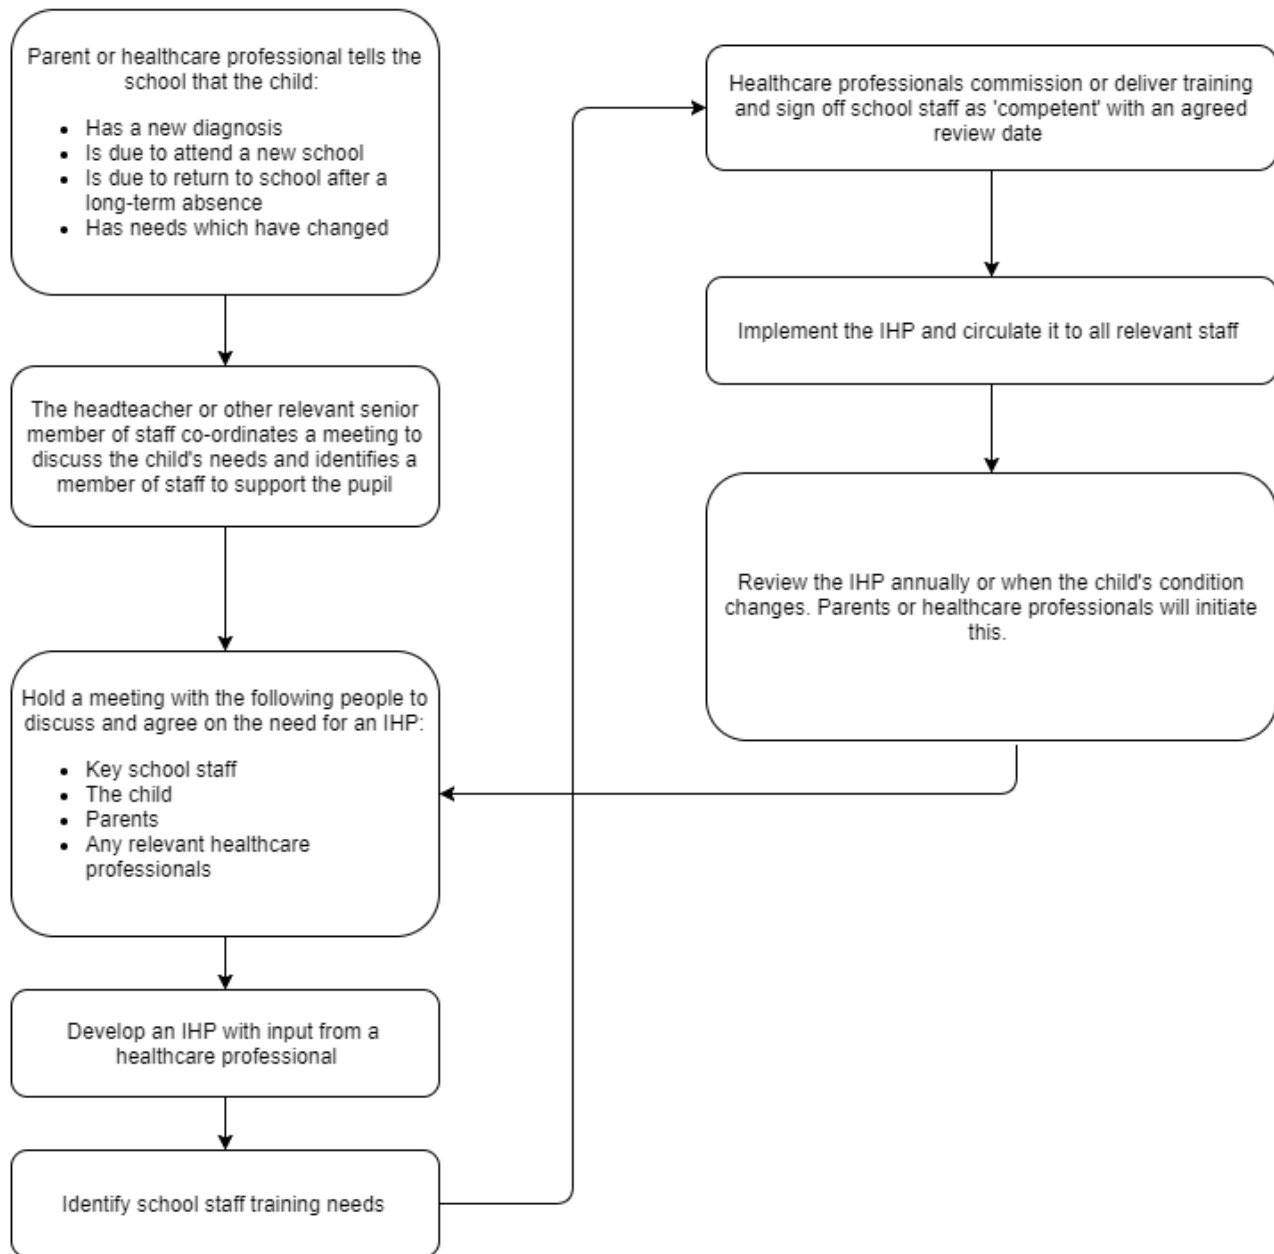 Parent or healthcare professional tells the
school that the child:
• Has a new diagnosis
• Is due to attend a new school
• Is due to return to school after a
long-term absence
• Has needs which have changed
The headteacher or other relevant senior
member of staff co-ordinates a meeting to
discuss the child's needs and identifies a
member of staff to support the pupil
Hold a meeting with the following people to
discuss and agree on the need for an IHP:
• Key school staff
• The child
• Parents
• Any relevant healthcare
professionals
Develop an IHP with input from a
healthcare professional
Identify school staff training needs
Healthcare professionals commission or deliver training
and sign off school staff as 'competent' with an agreed
review date
Implement the IHP and circulate it to all relevant staff
Review the IHP annually or when the child's condition
changes. Parents or healthcare professionals will initiate
this.